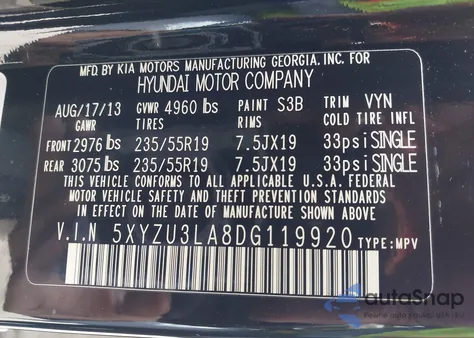 MFD. BY KIA MOTORS MANUFACTURING GEORGIA, INC. FOR
HYUNDAI MOTOR COMPANY
AUG/17/13 GVWR 4960 lbs PAINT S3B TRIM VYN
GAWR TIRES RIMS COLD TIRE INFL
FRONT 2976 lbs 235/55R19 7.5JX19 33psi SINGLE
REAR 3075 lbs 235/55R19 7.5JX19 33psi SINGLE
THIS VEHICLE CONFORMS TO ALL APPLICABLE U.S.A. FEDERAL
MOTOR VEHICLE SAFETY AND THEFT PREVENTION STANDARDS
IN EFFECT ON THE DATE OF MANUFACTURE SHOWN ABOVE.
V.I.N 5XYZU3LA8DG119920 TYPE: MPV
autoSnap